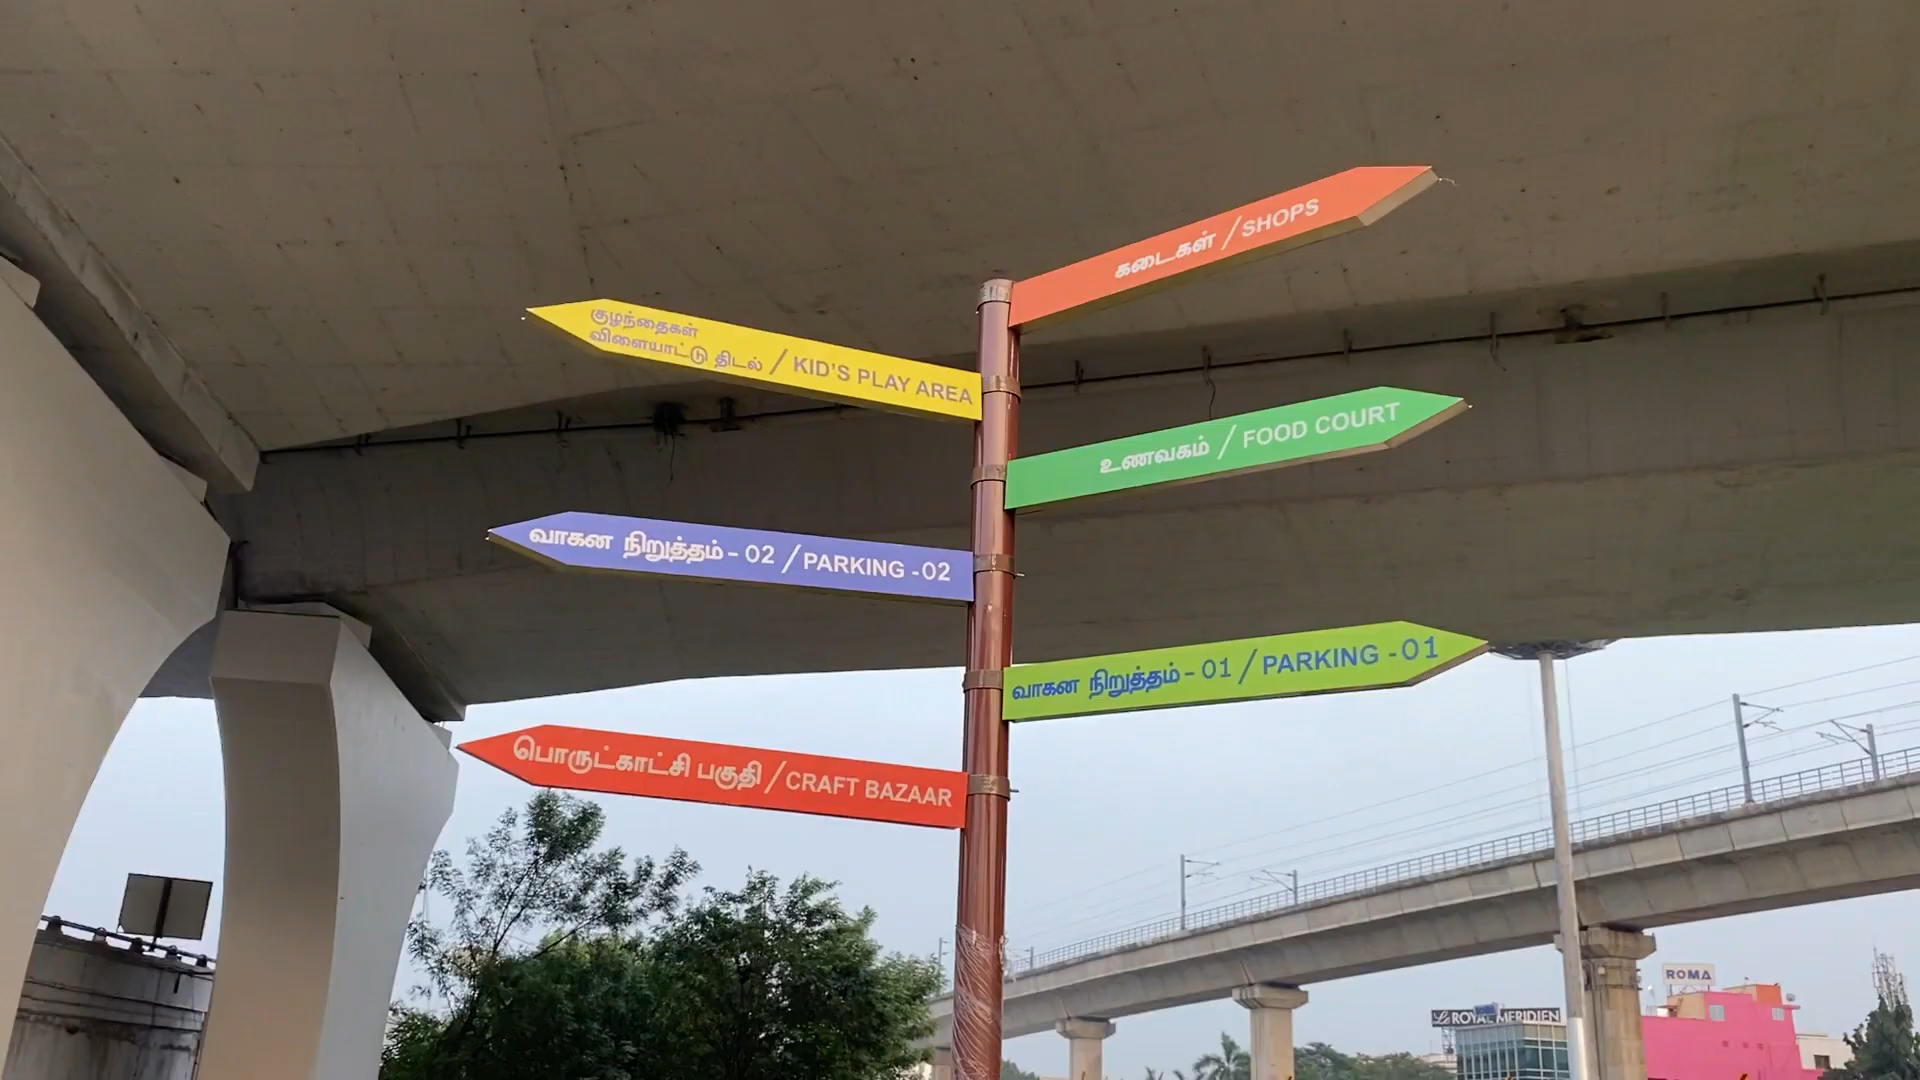 கடைகள் / SHOPS
குழந்தைகள்
விளையாட்டு திடல் / KID'S PLAY AREA
உணவகம் / FOOD COURT
வாகன நிறுத்தம் - 02 / PARKING -02
வாகன நிறுத்தம் - 01 / PARKING -01
பொருட்காட்சி பகுதி / CRAFT BAZAAR
ROMA
Le ROYAL MERIDIEN